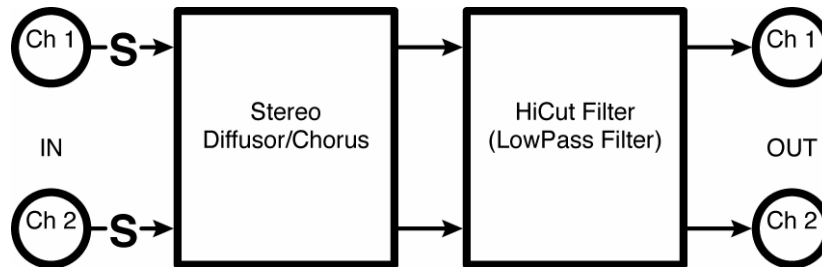 Ch 1
S
Stereo
Diffusor/Chorus
HiCut Filter
(LowPass Filter)
Ch 1
IN
OUT
Ch 2
S
Ch 2